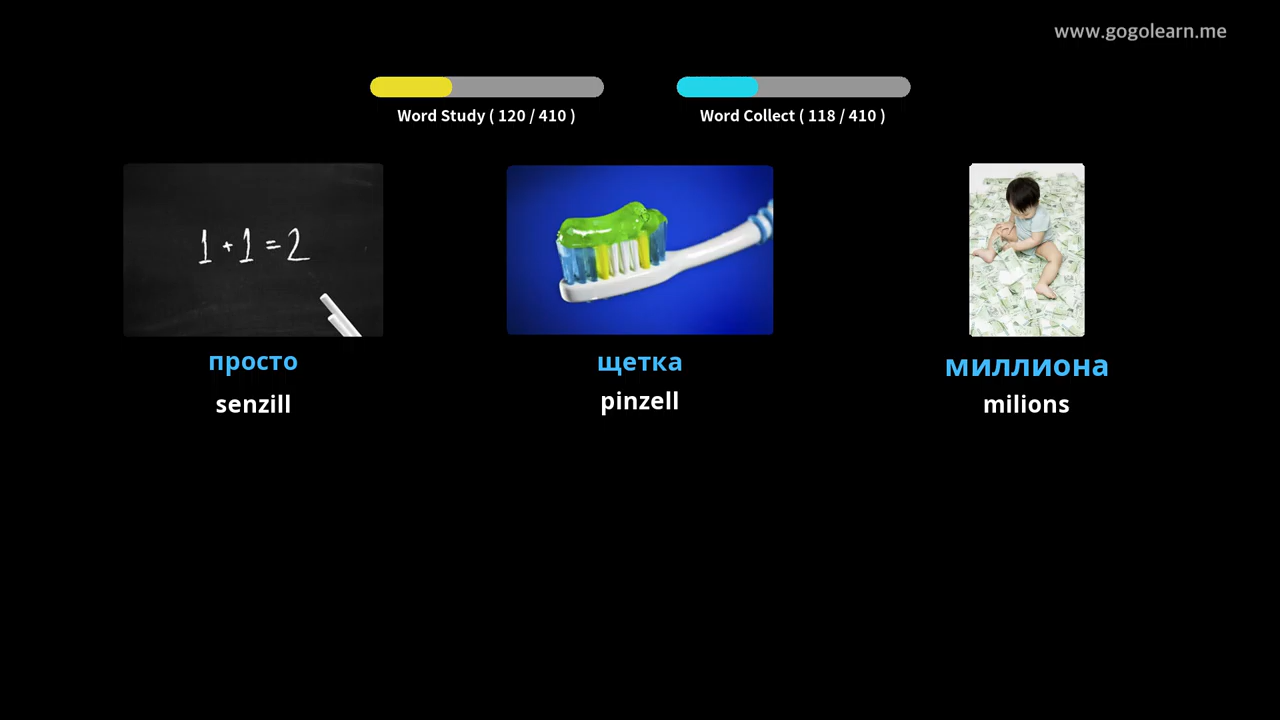 www.gogolearn.me
Word Study ( 120 / 410 )
Word Collect ( 118 / 410 )
1 + 1 = 2
просто
щетка
миллиона
senzill
pinzell
milions